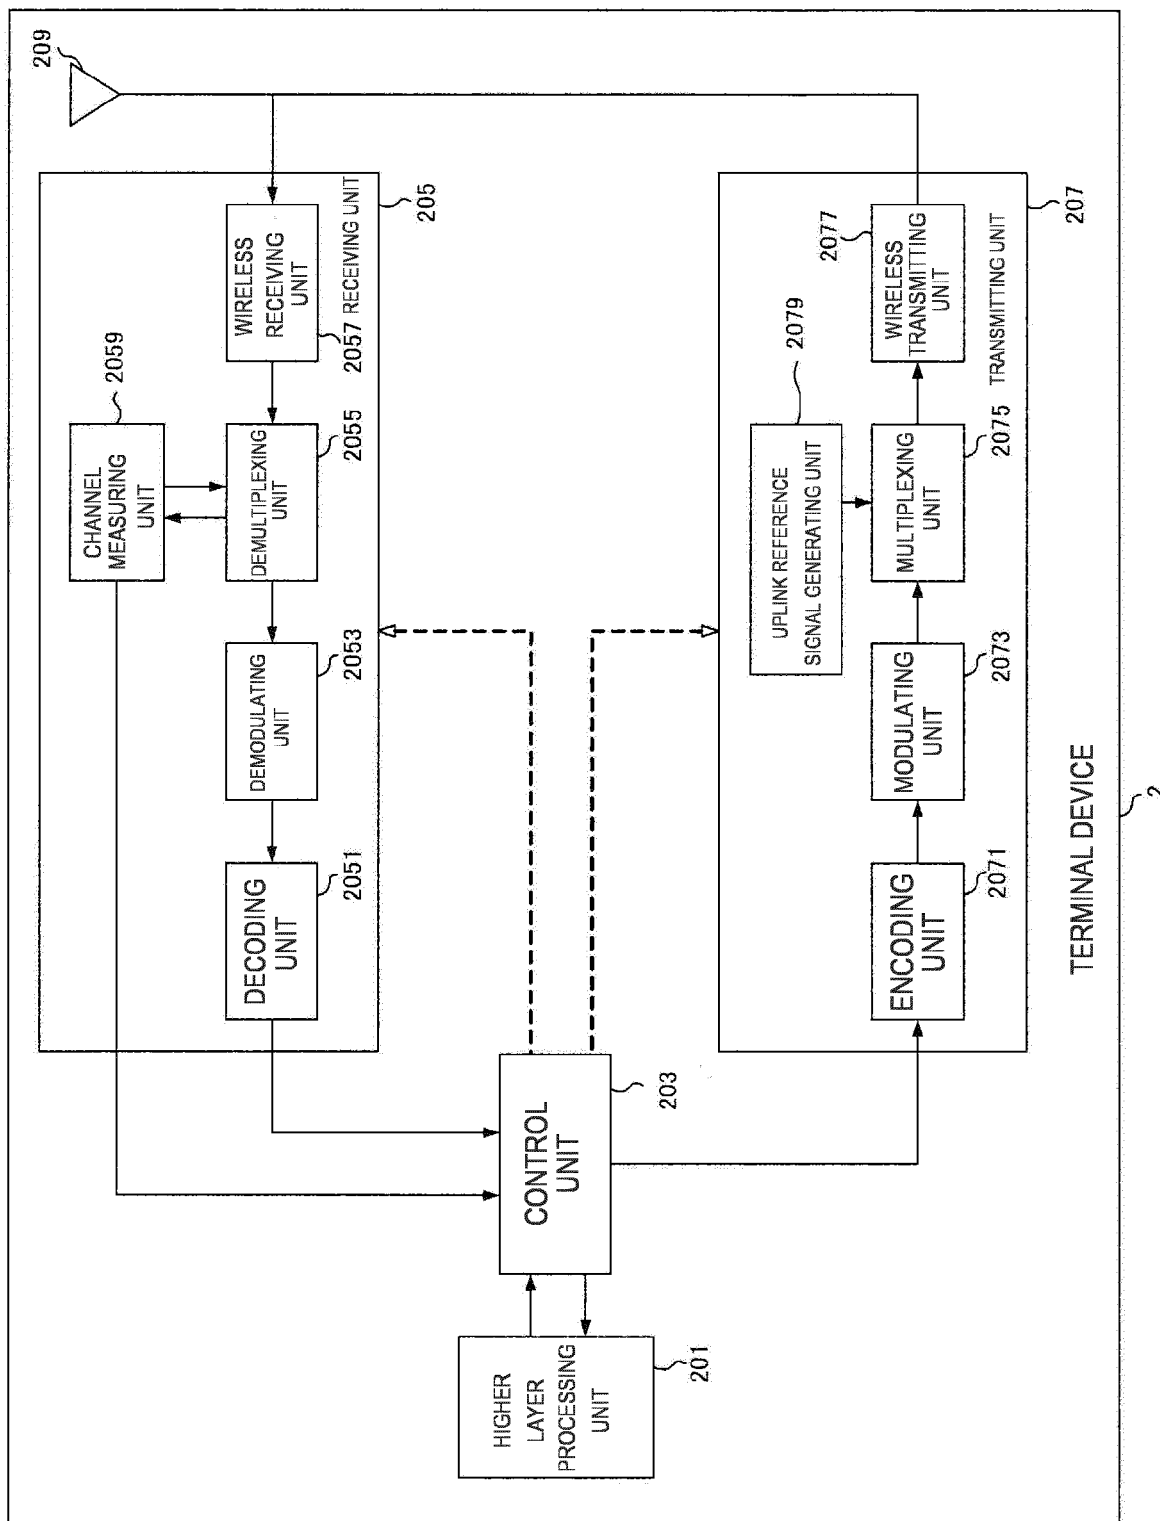 209
WIRELESS
RECEIVING
UNIT
2057
RECEIVING UNIT
205
CHANNEL
MEASURING
UNIT
2059
DEMULTIPLEXING
UNIT
2055
DEMODULATING
UNIT
2053
DECODING
UNIT
2051
HIGHER
LAYER
PROCESSING
UNIT
201
CONTROL
UNIT
203
ENCODING
UNIT
2071
MODULATING
UNIT
2073
UPLINK REFERENCE
SIGNAL GENERATING UNIT
2079
MULTIPLEXING
UNIT
2075
WIRELESS
TRANSMITTING
UNIT
2077
TRANSMITTING UNIT
207
TERMINAL DEVICE
2